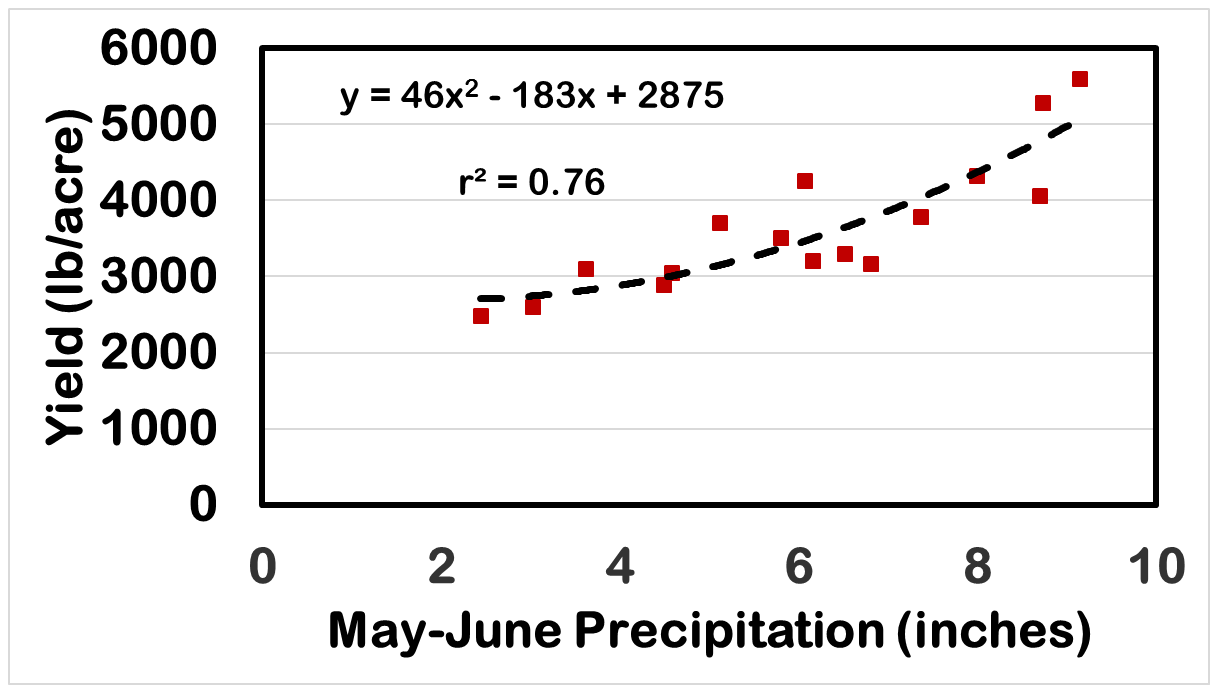 6000
5000
4000
3000
2000
1000
0
Yield (lb/acre)
y = 46x² - 183x + 2875
r² = 0.76
0 2 4 6 8 10
May-June Precipitation (inches)